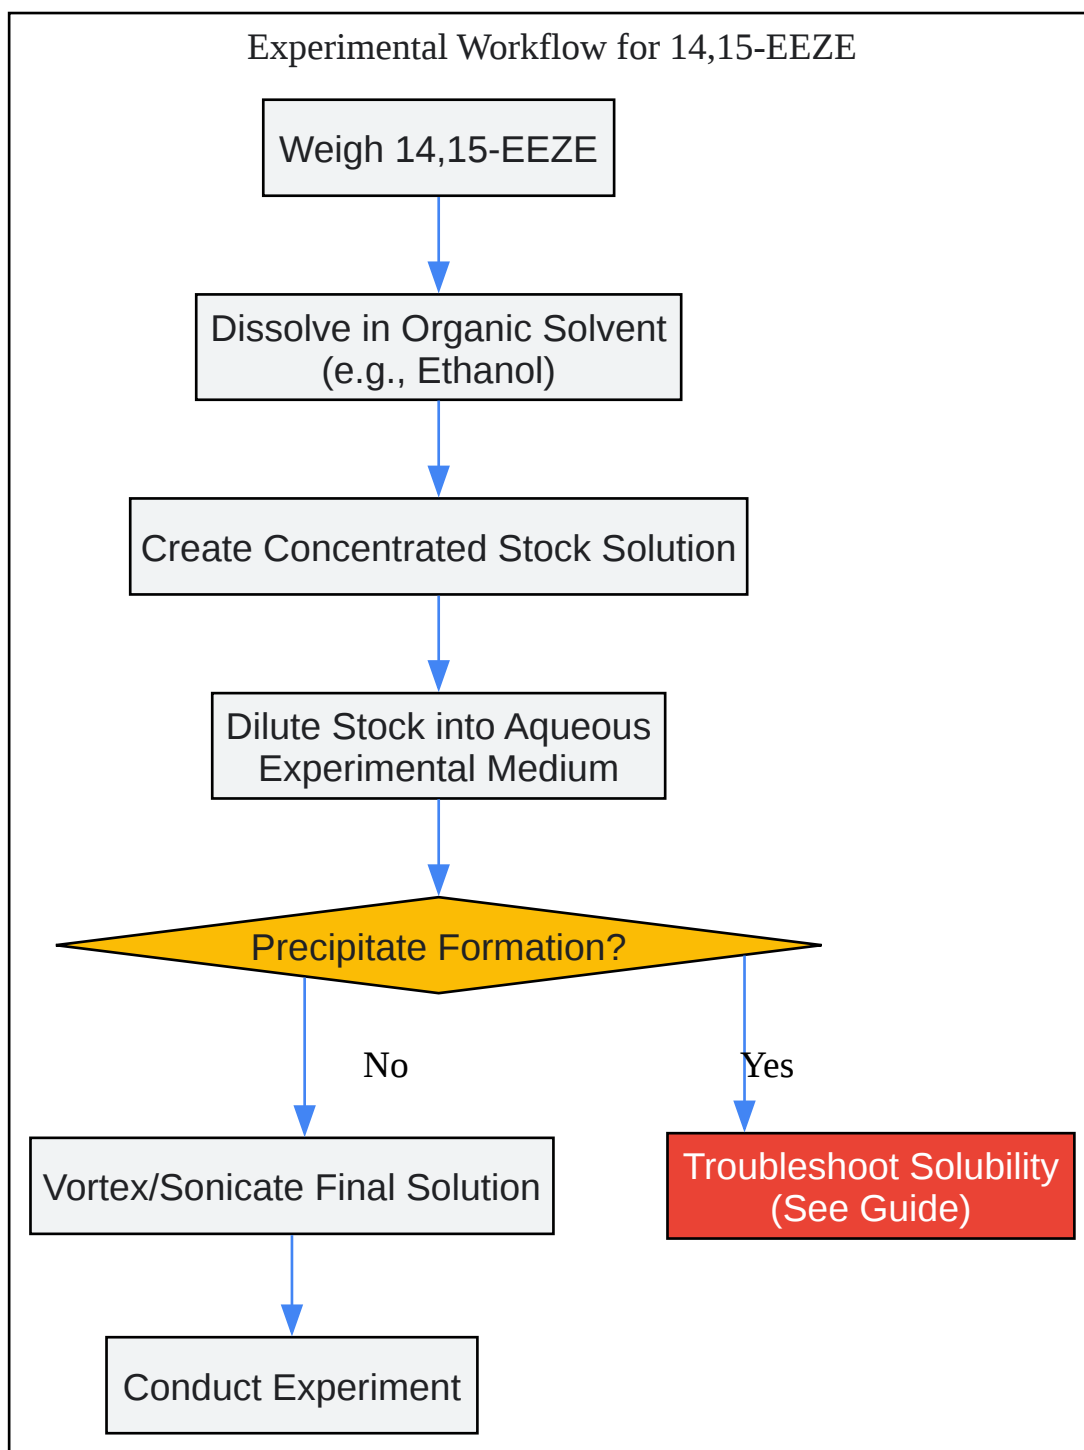 Experimental Workflow for 14,15-EEZE
Weigh 14,15-EEZE
Dissolve in Organic Solvent
(e.g., Ethanol)
Create Concentrated Stock Solution
Dilute Stock into Aqueous
Experimental Medium
Precipitate Formation?
No
Yes
Vortex/Sonicate Final Solution
Troubleshoot Solubility
(See Guide)
Conduct Experiment